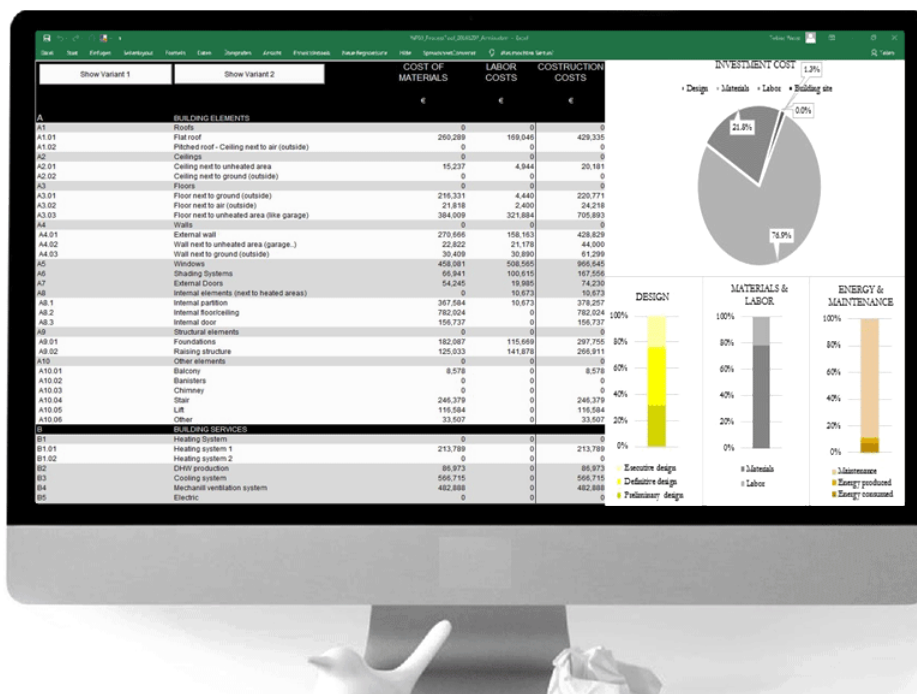 Show Variant 1 Show Variant 2 COST OF MATERIALS LABOR COSTS COSTRUCTION COSTS
€ € €
A BUILDING ELEMENTS
A1 Roofs 0 0 0
A1.01 Flat roof 260,289 169,046 429,335
A1.02 Pitched roof - Ceiling next to air (outside) 0 0 0
A2 Ceilings 0 0 0
A2.01 Ceiling next to unheated area 15,237 4,944 20,181
A2.02 Ceiling next to ground (outside) 0 0 0
A3 Floors 0 0 0
A3.01 Floor next to ground (outside) 216,331 4,440 220,771
A3.02 Floor next to air (outside) 21,818 2,400 24,218
A3.03 Floor next to unheated area (like garage) 384,009 321,884 705,893
A4 Walls 0 0 0
A4.01 External wall 270,666 158,163 428,829
A4.02 Wall next to unheated area (garage..) 22,822 21,178 44,000
A4.03 Wall next to ground (outside) 30,409 30,890 61,299
A5 Windows 458,081 508,565 966,645
A6 Shading Systems 66,941 100,615 167,556
A7 External Doors 54,245 19,985 74,230
A8 Internal elements (next to heated areas) 0 10,673 10,673
A8.1 Internal partition 367,584 10,673 378,257
A8.2 Internal floor/ceiling 782,024 0 782,024
A8.3 Internal door 156,737 0 156,737
A9 Structural elements 0 0 0
A9.01 Foundations 182,087 115,669 297,755
A9.02 Raising structure 125,033 141,878 266,911
A10 Other elements 0 0 0
A10.01 Balcony 8,578 0 8,578
A10.02 Banisters 0 0 0
A10.03 Chimney 0 0 0
A10.04 Stair 246,379 0 246,379
A10.05 Lift 116,584 0 116,584
A10.06 Other 33,507 0 33,507
B BUILDING SERVICES
B1 Heating System 0 0 0
B1.01 Heating system 1 213,789 0 213,789
B1.02 Heating system 2 0 0 0
B2 DHW production 86,973 0 86,973
B3 Cooling system 566,715 0 566,715
B4 Mechanill ventilation system 482,888 0 482,888
B5 Electric 0 0 0
INVESTMENT COST
Design Materials Labor Building site
1.3%
0.0%
21.8%
76.9%
DESIGN
100%
80%
60%
40%
20%
0%
Executive design
Definitive design
Preliminary design
MATERIALS &
LABOR
100%
80%
60%
40%
20%
0%
Materials
Labor
ENERGY &
MAINTENANCE
100%
80%
60%
40%
20%
0%
Maintenance
Energy produced
Energy consumed